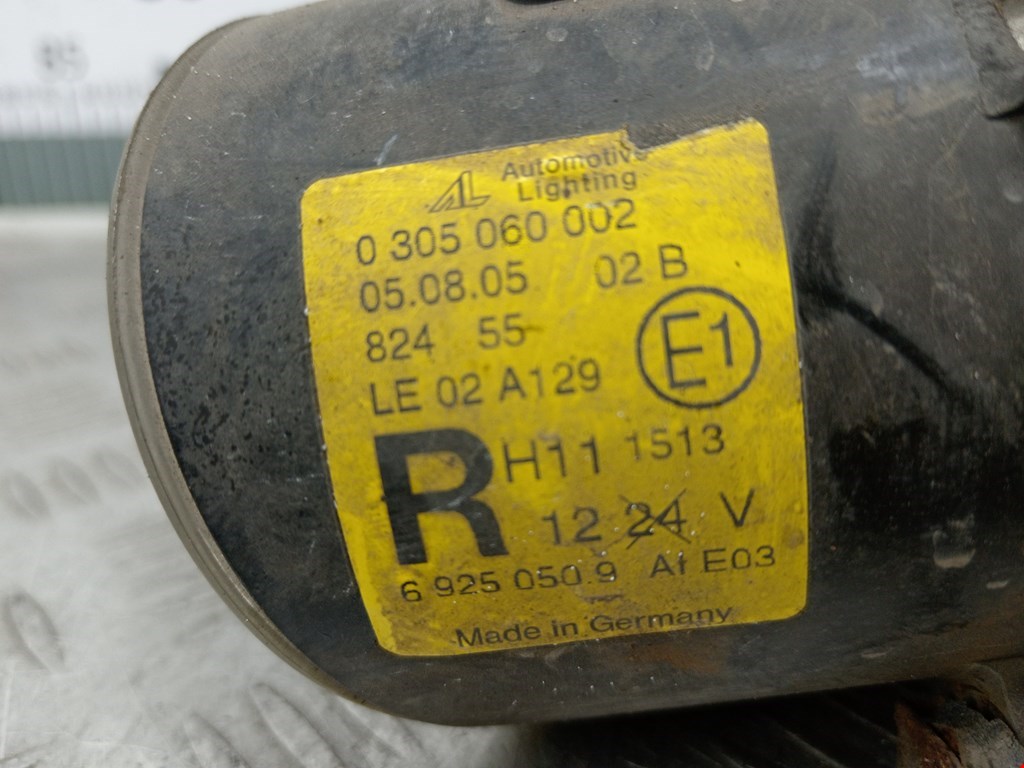 AL Automotive
Lighting
0 305 060 002
05.08.05 02 B
824 55
E1
LE 02 A129
R H11 1513
12 24 V
6 925 050.9 AI E03
Made in Germany